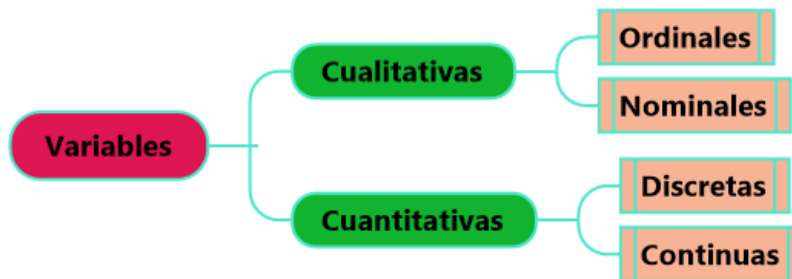 Variables
Cualitativas
Ordinales
Nominales
Cuantitativas
Discretas
Continuas